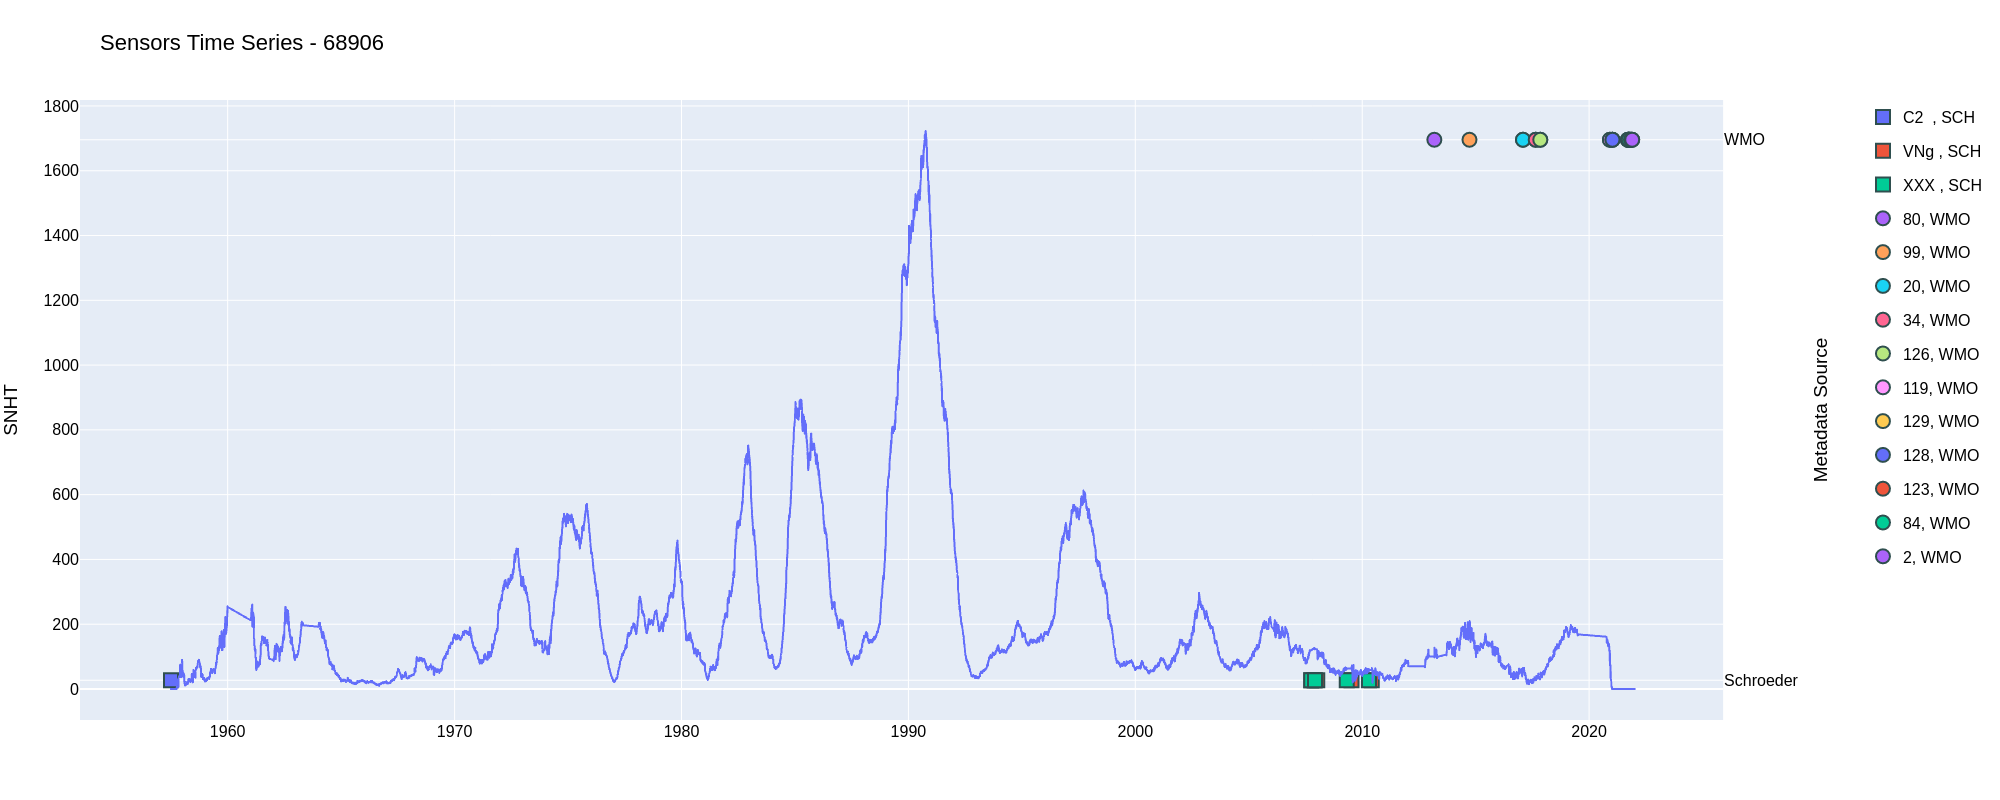 Sensors Time Series - 68906
1800
1600
1400
1200
1000
800
600
400
200
0
SNHT
1960
1970
1980
1990
2000
2010
2020
WMO
Schroeder
Metadata Source
C2  , SCH
VNg , SCH
XXX , SCH
80, WMO
99, WMO
20, WMO
34, WMO
126, WMO
119, WMO
129, WMO
128, WMO
123, WMO
84, WMO
2, WMO